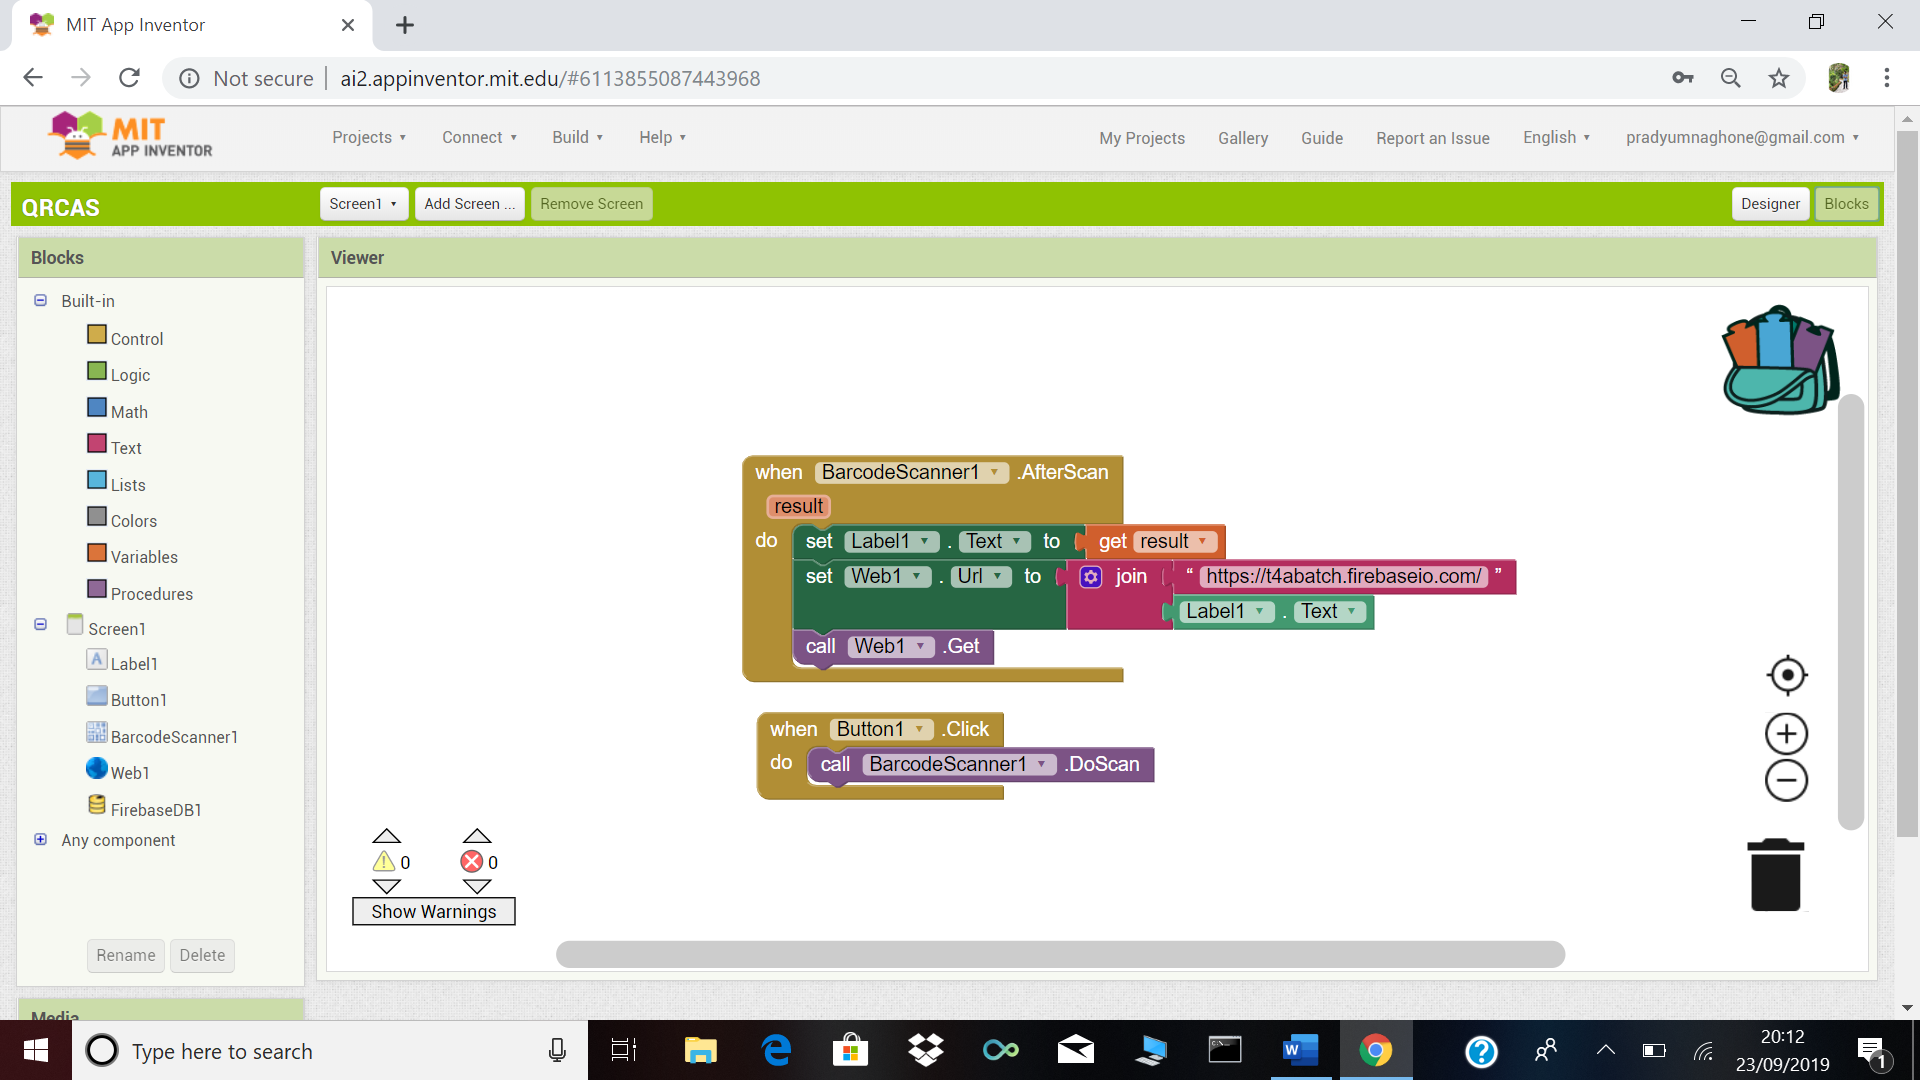 MIT App Inventor
Not secure
ai2.appinventor.mit.edu/#6113855087443968
MIT
APP INVENTOR
Projects
Connect
Build
Help
My Projects
Gallery
Guide
Report an Issue
English
pradyumnaghone@gmail.com
QRCAS
Screen1
Add Screen ...
Remove Screen
Designer
Blocks
Blocks
Built-in
Control
Logic
Math
Text
Lists
Colors
Variables
Procedures
Screen1
Label1
Button1
BarcodeScanner1
Web1
FirebaseDB1
Any component
Rename
Delete
Media
Viewer
when BarcodeScanner1 .AfterScan
result
do set Label1 . Text to get result
set Web1 . Url to join “ https://t4abatch.firebaseio.com/ ”
Label1 . Text
call Web1 .Get
when Button1 .Click
do call BarcodeScanner1 .DoScan
0 0
Show Warnings
Type here to search
20:12
23/09/2019
1